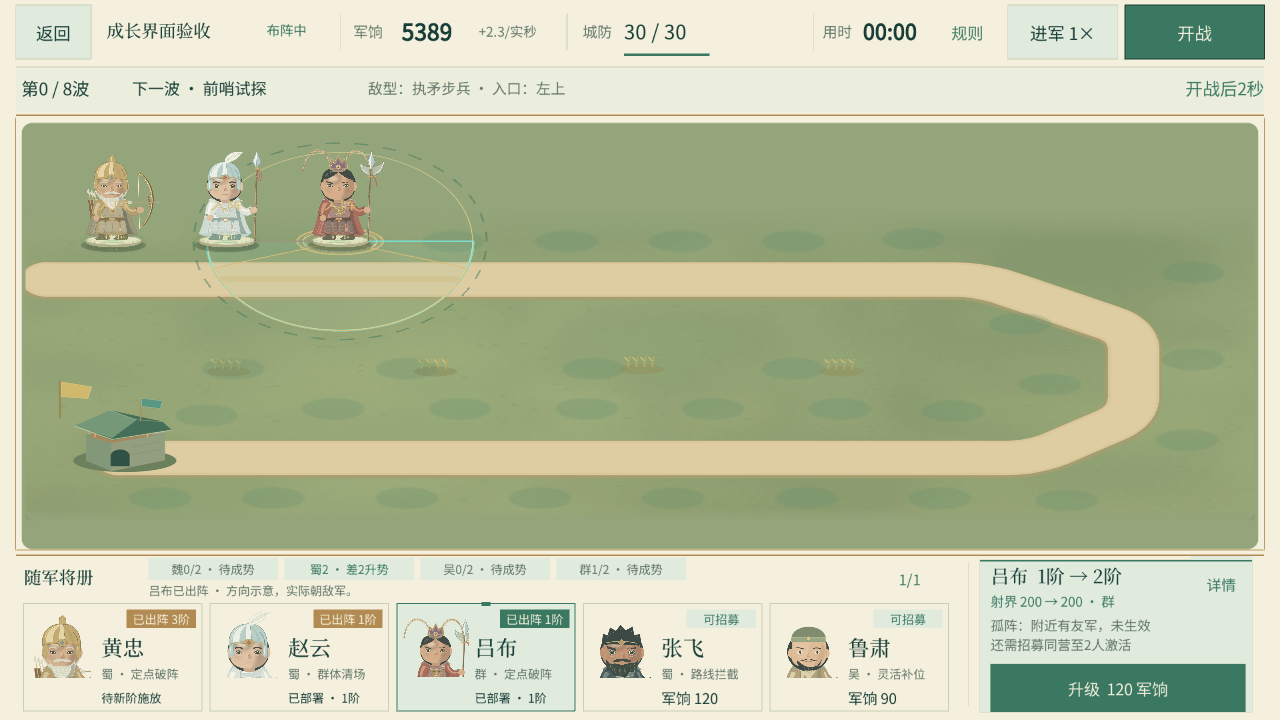 返回
成长界面验收
布阵中
军饷 5389 +2.3/实秒
城防 30 / 30
用时 00:00
规则
进军 1×
开战
第0 / 8波
下一波 · 前哨试探
敌型：执矛步兵 · 入口：左上
开战后2秒
随军将册
魏0/2 · 待成势
蜀2 · 差2升势
吴0/2 · 待成势
群1/2 · 待成势
吕布已出阵 · 方向示意，实际朝敌军。
1/1
已出阵 3阶
黄忠
蜀 · 定点破阵
待新阶施放
已出阵 1阶
赵云
蜀 · 群体清场
已部署 · 1阶
已出阵 1阶
吕布
群 · 定点破阵
已部署 · 1阶
可招募
张飞
蜀 · 路线拦截
军饷 120
可招募
鲁肃
吴 · 灵活补位
军饷 90
吕布 1阶 → 2阶
详情
射界 200 → 200 · 群
孤阵：附近有友军，未生效
还需招募同营至2人激活
升级 120 军饷